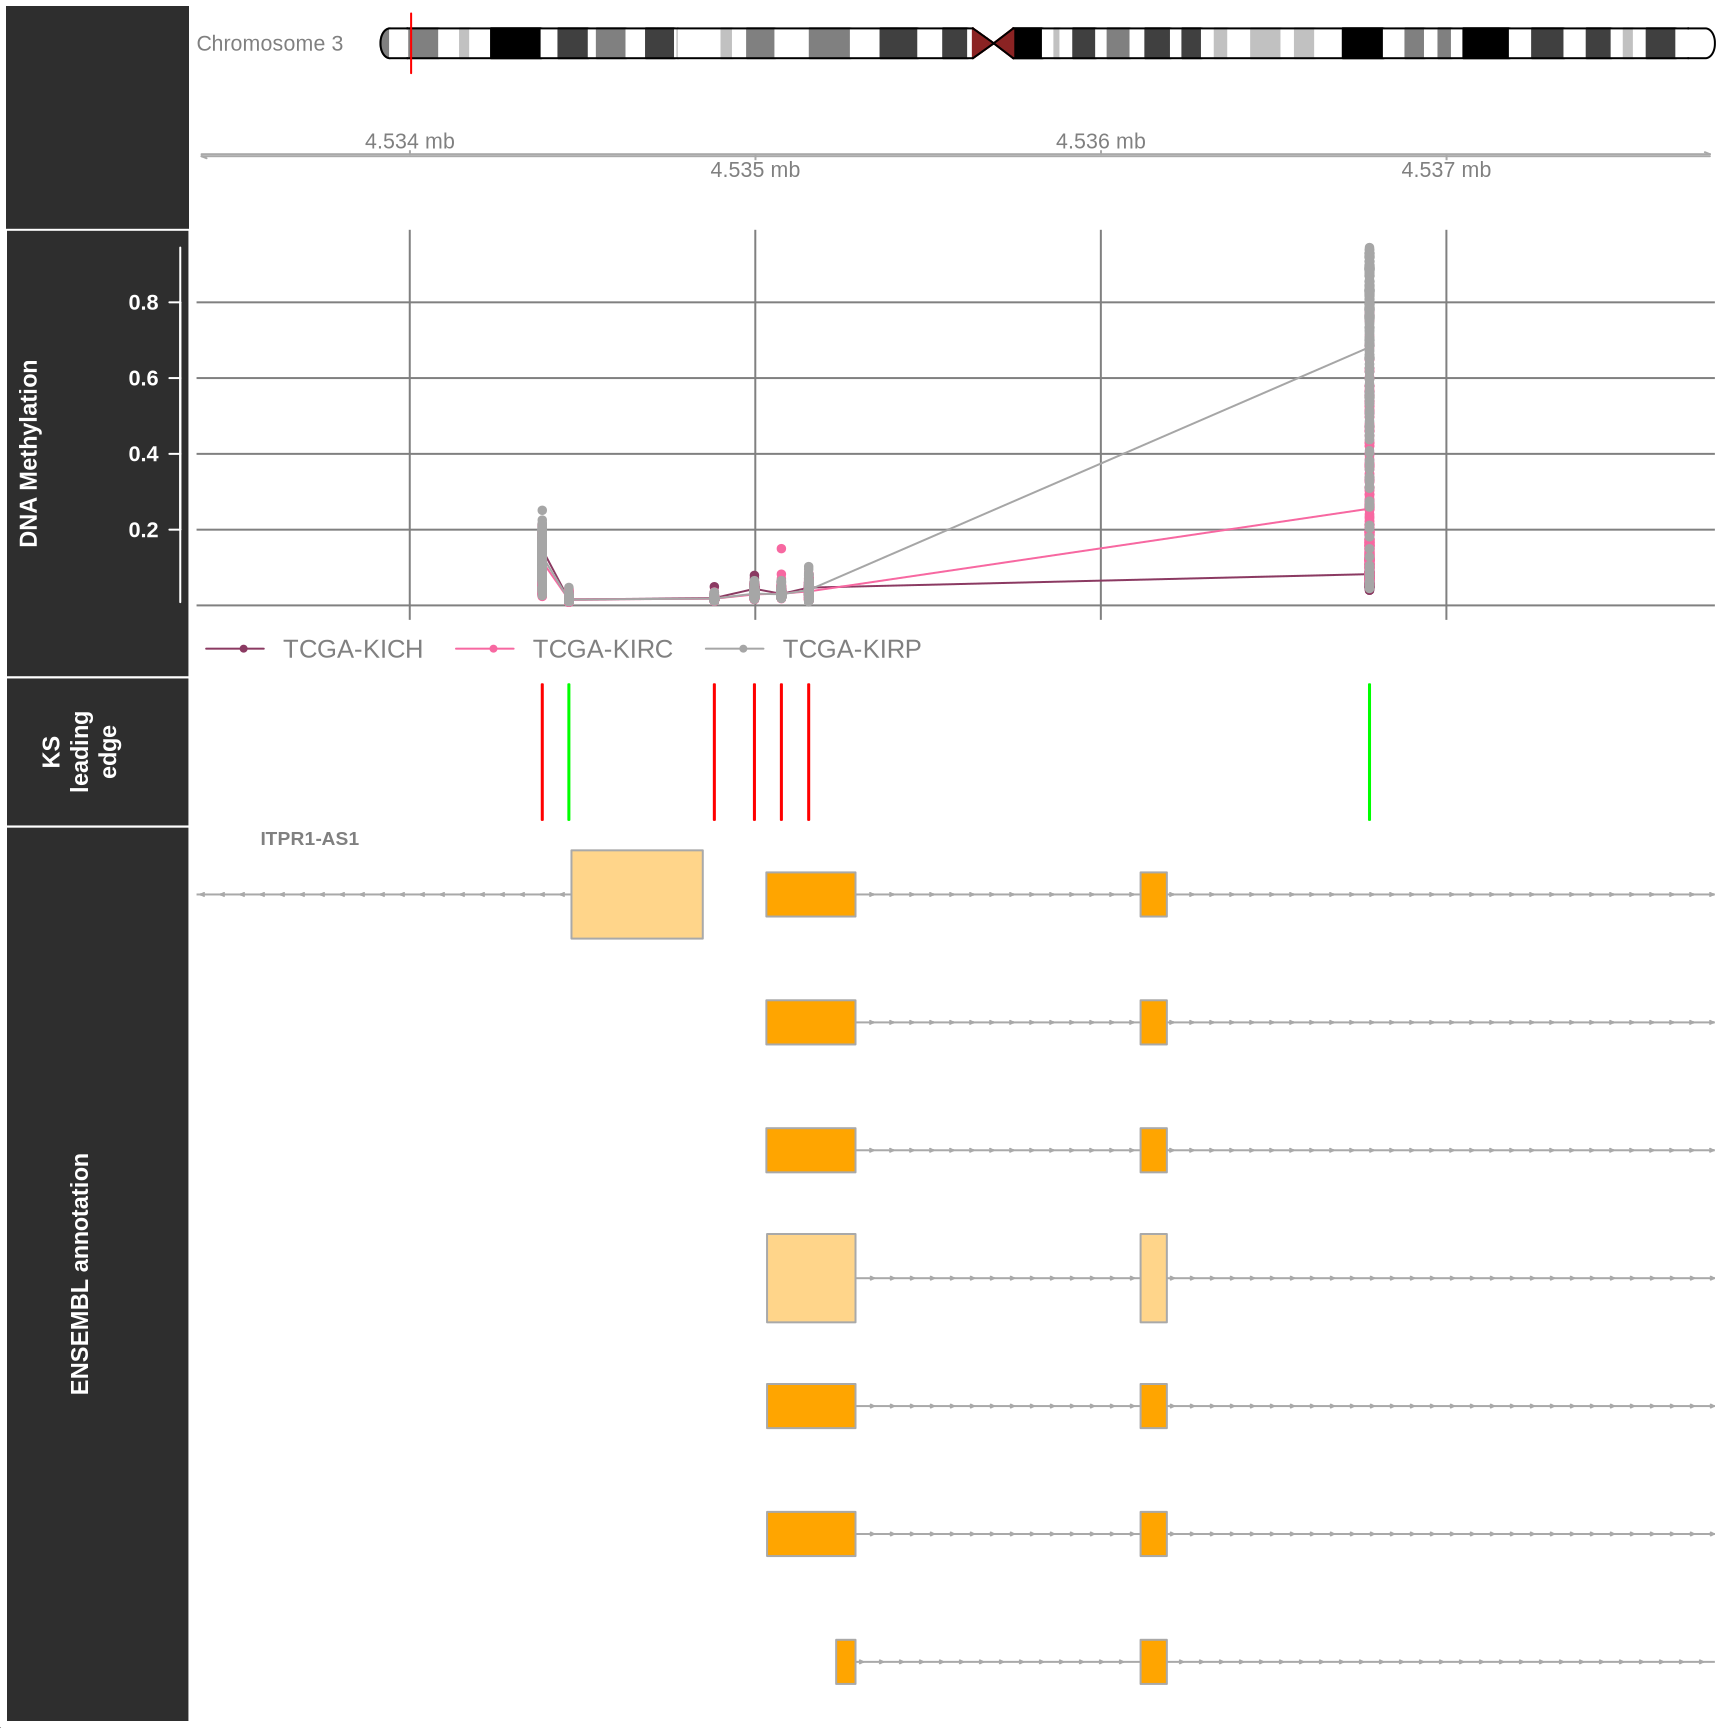 Chromosome 3
4.534 mb
4.536 mb
4.535 mb
4.537 mb
DNA Methylation
0.8
0.6
0.4
0.2
TCGA-KICH
TCGA-KIRC
TCGA-KIRP
KS
leading
edge
ITPR1-AS1
ENSEMBL annotation